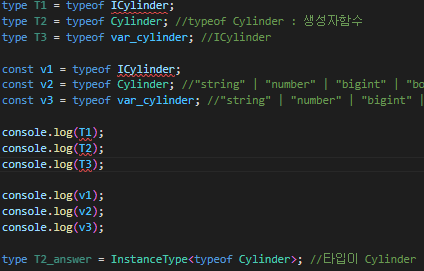 type T1 = typeof ICylinder;
type T2 = typeof Cylinder; //typeof Cylinder : 생성자함수
type T3 = typeof var_cylinder; //ICylinder
const v1 = typeof ICylinder;
const v2 = typeof Cylinder; //"string" | "number" | "bigint" | "bo
const v3 = typeof var_cylinder; //"string" | "number" | "bigint" |
console.log(T1);
console.log(T2);
console.log(T3);
console.log(v1);
console.log(v2);
console.log(v3);
type T2_answer = InstanceType<typeof Cylinder>; //타입이 Cylinder